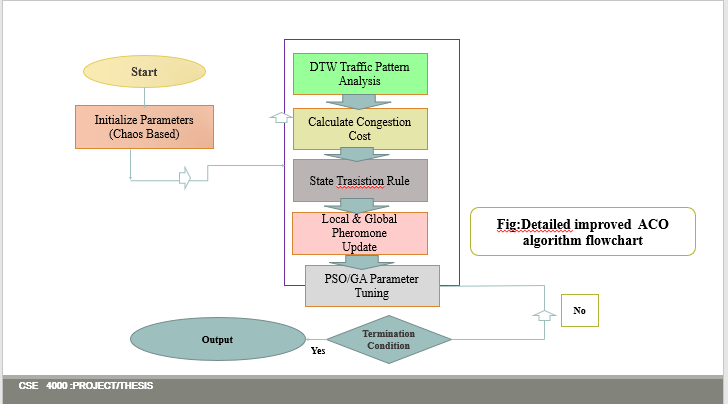 Start
Initialize Parameters
(Chaos Based)
DTW Traffic Pattern
Analysis
Calculate Congestion
Cost
State Trasistion Rule
Local & Global
Pheromone
Update
PSO/GA Parameter
Tuning
Fig:Detailed improved ACO
algorithm flowchart
No
Termination
Condition
Yes
Output
CSE 4000 :PROJECT/THESIS